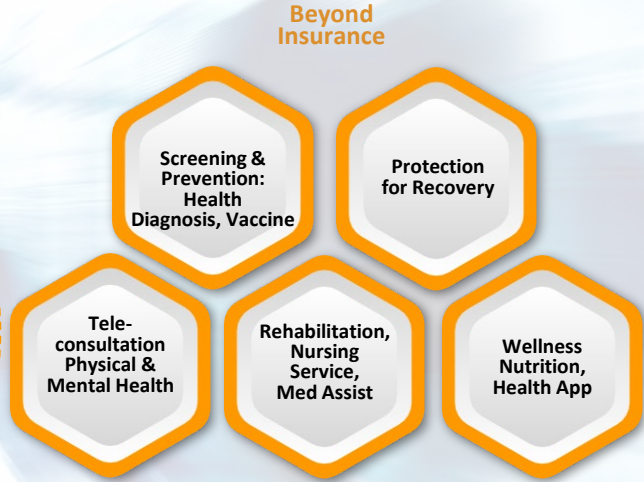 Beyond
Insurance
Screening &
Prevention:
Health
Diagnosis, Vaccine
Protection
for Recovery
Tele-
consultation
Physical &
Mental Health
Rehabilitation,
Nursing
Service,
Med Assist
Wellness
Nutrition,
Health App